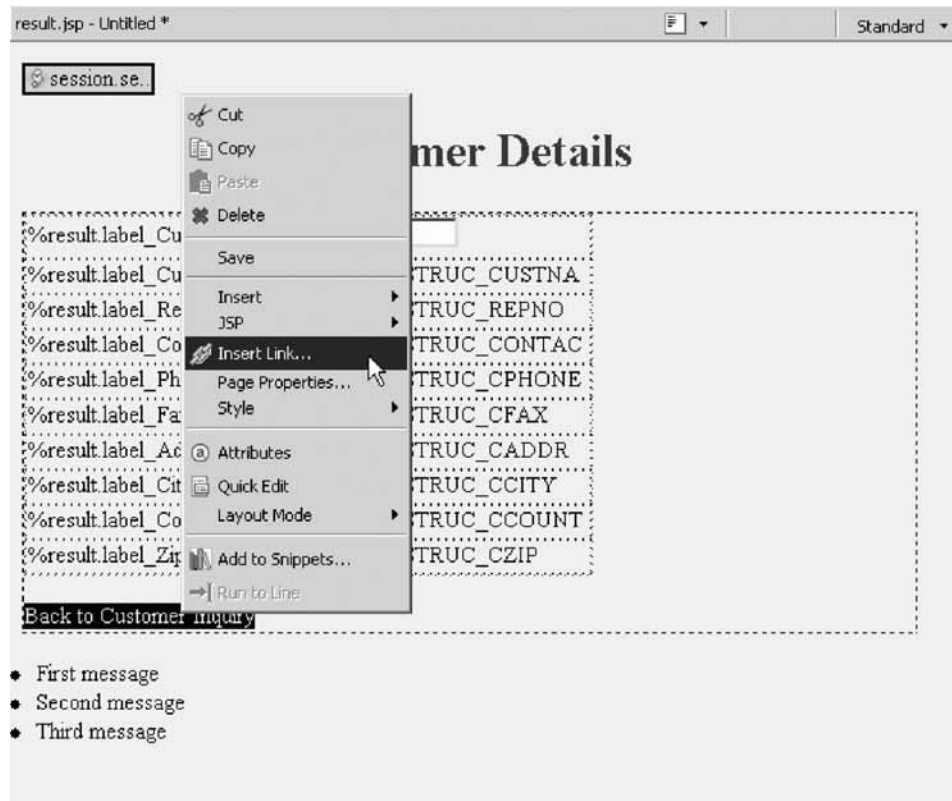 result.jsp - Untitled *
Standard
session.se..
Cut
Copy
mer Details
Paste
Delete
%result.label_Cu
Save
%result.label_Cu
TRUC_CUSTNA
Insert
%result.label_Re
TRUC_REPNO
JSP
%result.label_Co
Insert Link...
TRUC_CONTAC
%result.label_Ph
Page Properties...
TRUC_CPHONE
Style
%result.label_Fa
TRUC_CFAX
%result.label_Ad
Attributes
TRUC_CADDR
%result.label_Cit
Quick Edit
TRUC_CCITY
Layout Mode
%result.label_Co
TRUC_CCOUNT
%result.label_Zip
Add to Snippets...
TRUC_CZIP
Run to Line
Back to Customer Inquiry
First message
Second message
Third message